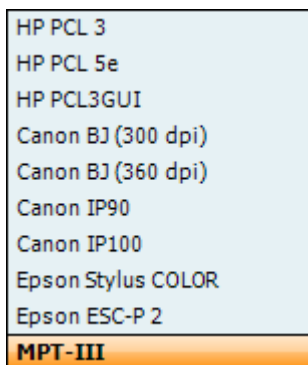 HP PCL 3
HP PCL 5e
HP PCL3GUI
Canon BJ (300 dpi)
Canon BJ (360 dpi)
Canon IP90
Canon IP100
Epson Stylus COLOR
Epson ESC-P 2
MPT-III